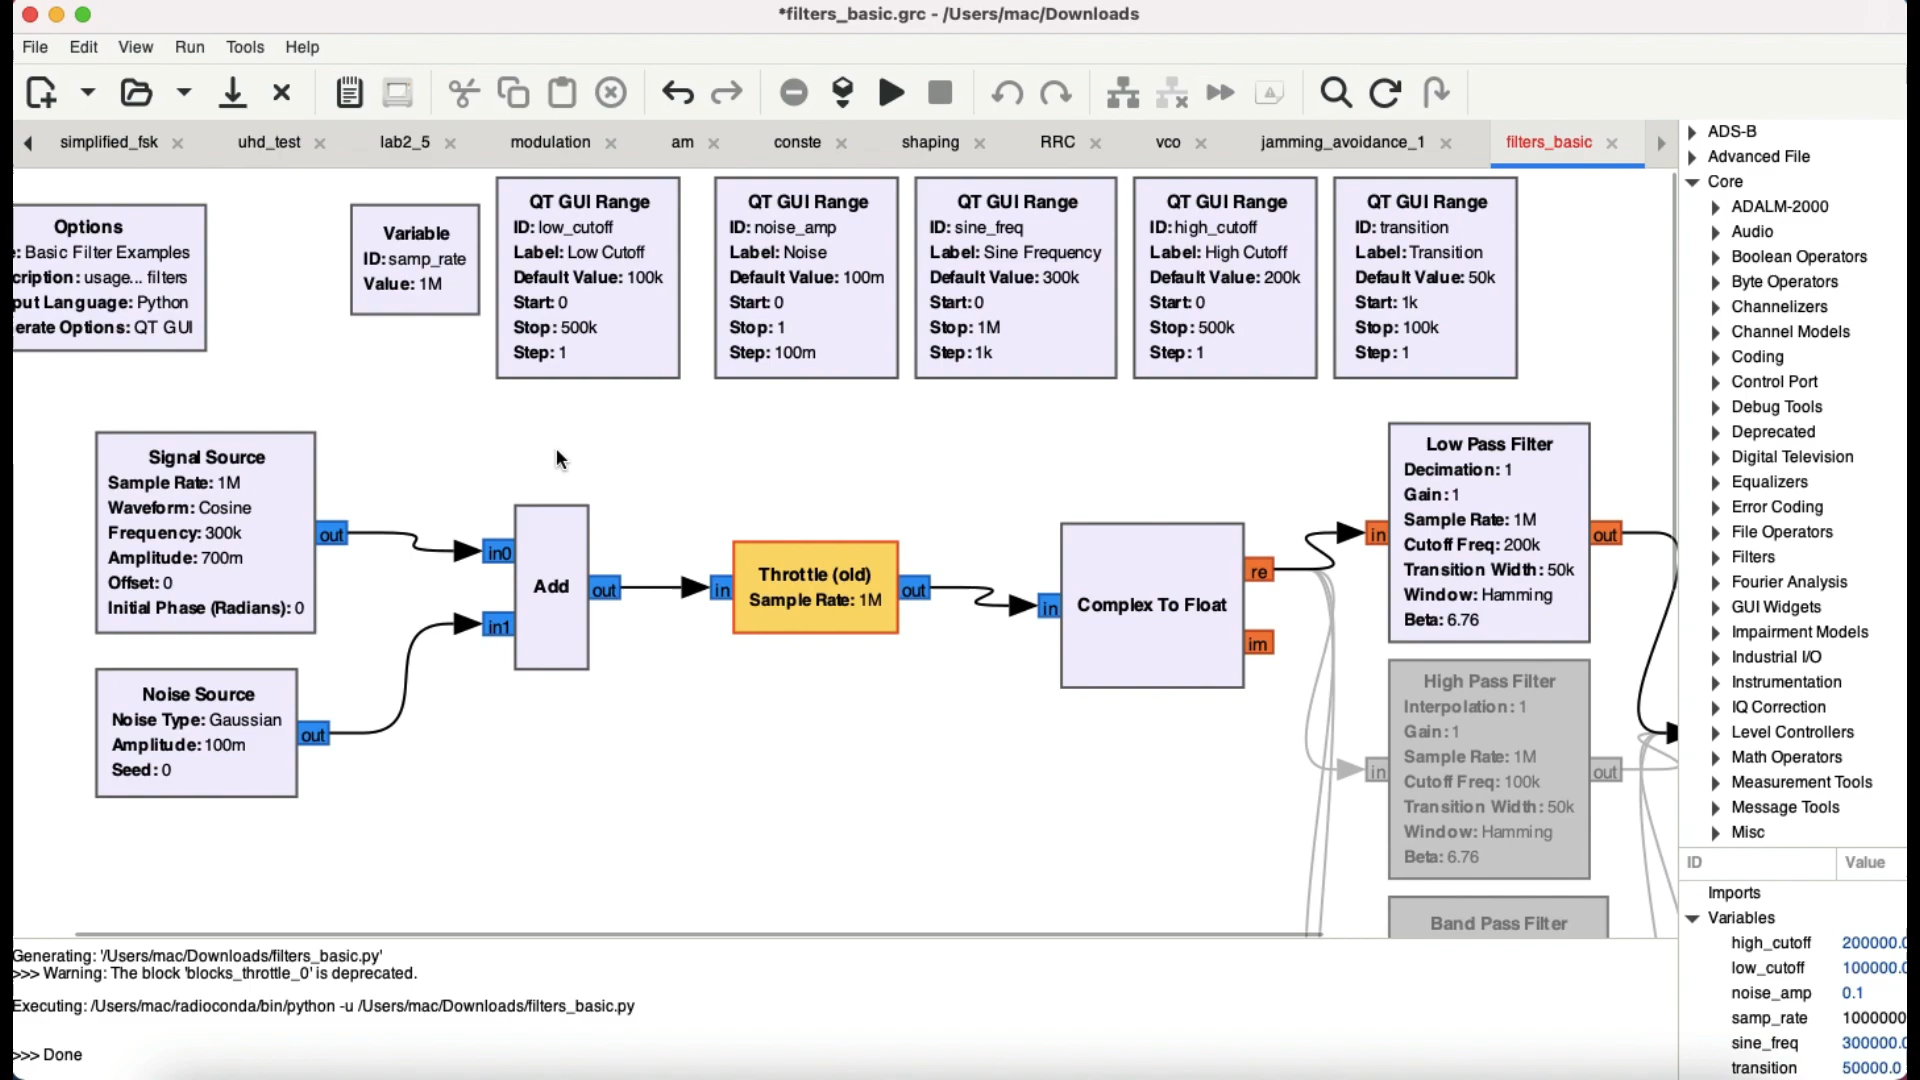 *filters_basic.grc - /Users/mac/Downloads
File Edit View Run Tools Help
simplified_fsk uhd_test lab2_5 modulation am conste shaping RRC vco jamming_avoidance_1 filters_basic
Options
e: Basic Filter Examples
cription: usage... filters
put Language: Python
erate Options: QT GUI
Variable
ID: samp_rate
Value: 1M
QT GUI Range
ID: low_cutoff
Label: Low Cutoff
Default Value: 100k
Start: 0
Stop: 500k
Step: 1
QT GUI Range
ID: noise_amp
Label: Noise
Default Value: 100m
Start: 0
Stop: 1
Step: 100m
QT GUI Range
ID: sine_freq
Label: Sine Frequency
Default Value: 300k
Start: 0
Stop: 1M
Step: 1k
QT GUI Range
ID: high_cutoff
Label: High Cutoff
Default Value: 200k
Start: 0
Stop: 500k
Step: 1
QT GUI Range
ID: transition
Label: Transition
Default Value: 50k
Start: 1k
Stop: 100k
Step: 1
Signal Source
Sample Rate: 1M
Waveform: Cosine
Frequency: 300k
Amplitude: 700m
Offset: 0
Initial Phase (Radians): 0
out
Noise Source
Noise Type: Gaussian
Amplitude: 100m
Seed: 0
out
in0
in1
Add
out
in
Throttle (old)
Sample Rate: 1M
out
in
Complex To Float
re
im
in
Low Pass Filter
Decimation: 1
Gain: 1
Sample Rate: 1M
Cutoff Freq: 200k
Transition Width: 50k
Window: Hamming
Beta: 6.76
out
in
High Pass Filter
Interpolation: 1
Gain: 1
Sample Rate: 1M
Cutoff Freq: 100k
Transition Width: 50k
Window: Hamming
Beta: 6.76
out
Band Pass Filter
ADS-B
Advanced File
Core
ADALM-2000
Audio
Boolean Operators
Byte Operators
Channelizers
Channel Models
Coding
Control Port
Debug Tools
Deprecated
Digital Television
Equalizers
Error Coding
File Operators
Filters
Fourier Analysis
GUI Widgets
Impairment Models
Industrial I/O
Instrumentation
IQ Correction
Level Controllers
Math Operators
Measurement Tools
Message Tools
Misc
ID Value
Imports
Variables
high_cutoff 200000.0
low_cutoff 100000.0
noise_amp 0.1
samp_rate 1000000
sine_freq 300000.0
transition 50000.0
Generating: '/Users/mac/Downloads/filters_basic.py'
>>> Warning: The block 'blocks_throttle_0' is deprecated.
Executing: /Users/mac/radioconda/bin/python -u /Users/mac/Downloads/filters_basic.py
>>> Done